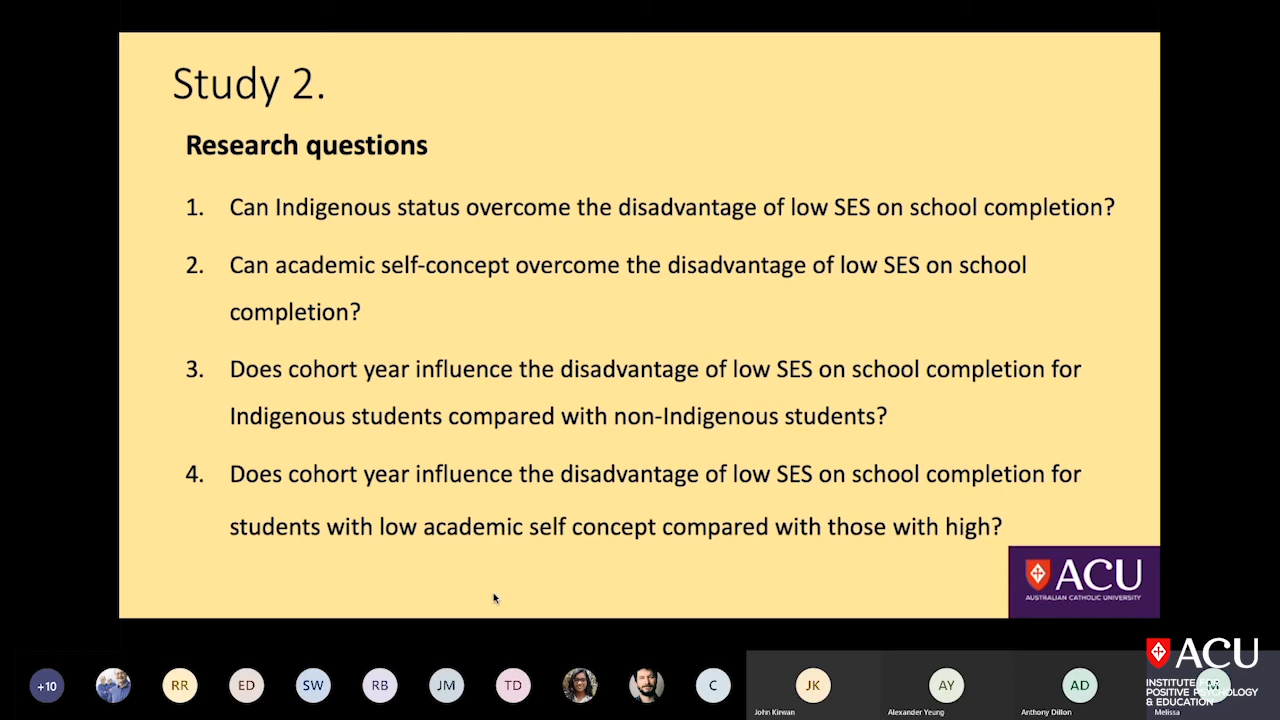 Study 2.
Research questions
1. Can Indigenous status overcome the disadvantage of low SES on school completion?
2. Can academic self-concept overcome the disadvantage of low SES on school
completion?
3. Does cohort year influence the disadvantage of low SES on school completion for
Indigenous students compared with non-Indigenous students?
4. Does cohort year influence the disadvantage of low SES on school completion for
students with low academic self concept compared with those with high?
ACU
AUSTRALIAN CATHOLIC UNIVERSITY
+10
RR
ED
SW
RB
JM
TD
C
JK
John Kirwan
AY
Alexander Yeung
AD
Anthony Dillon
Melissa
ACU
INSTITUTE FOR
POSITIVE PSYCHOLOGY
& EDUCATION